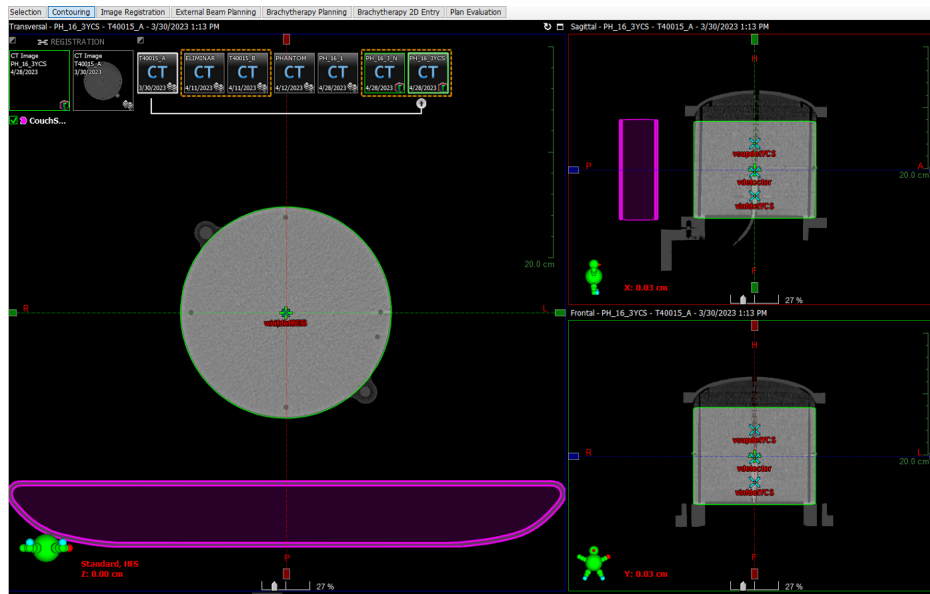 Selection Contouring Image Registration External Beam Planning Brachytherapy Planning Brachytherapy 2D Entry Plan Evaluation
Transversal - PH_16_3YCS - T40015_A - 3/30/2023 1:13 PM
REGISTRATION
CT Image
PH_16_3YCS
4/28/2023
CT Image
T40015_A
3/30/2023
T40015_A
CT
3/30/2023
ELIMINAR
CT
4/11/2023
T40015_B
CT
4/11/2023
PHANTOM
CT
4/12/2023
PH_16_1
CT
4/28/2023
PH_16_3_N
CT
4/28/2023
PH_16_3YCS
CT
4/28/2023
CouchS...
20.0 cm
R
L
P
Standard, HFS
Z: 0.00 cm
27 %
Sagittal - PH_16_3YCS - T40015_A - 3/30/2023 1:13 PM
H
P
A
20.0 cm
vdetector
F
X: 0.03 cm
27 %
Frontal - PH_16_3YCS - T40015_A - 3/30/2023 1:13 PM
H
R
L
20.0 cm
vdetector
F
Y: 0.03 cm
27 %